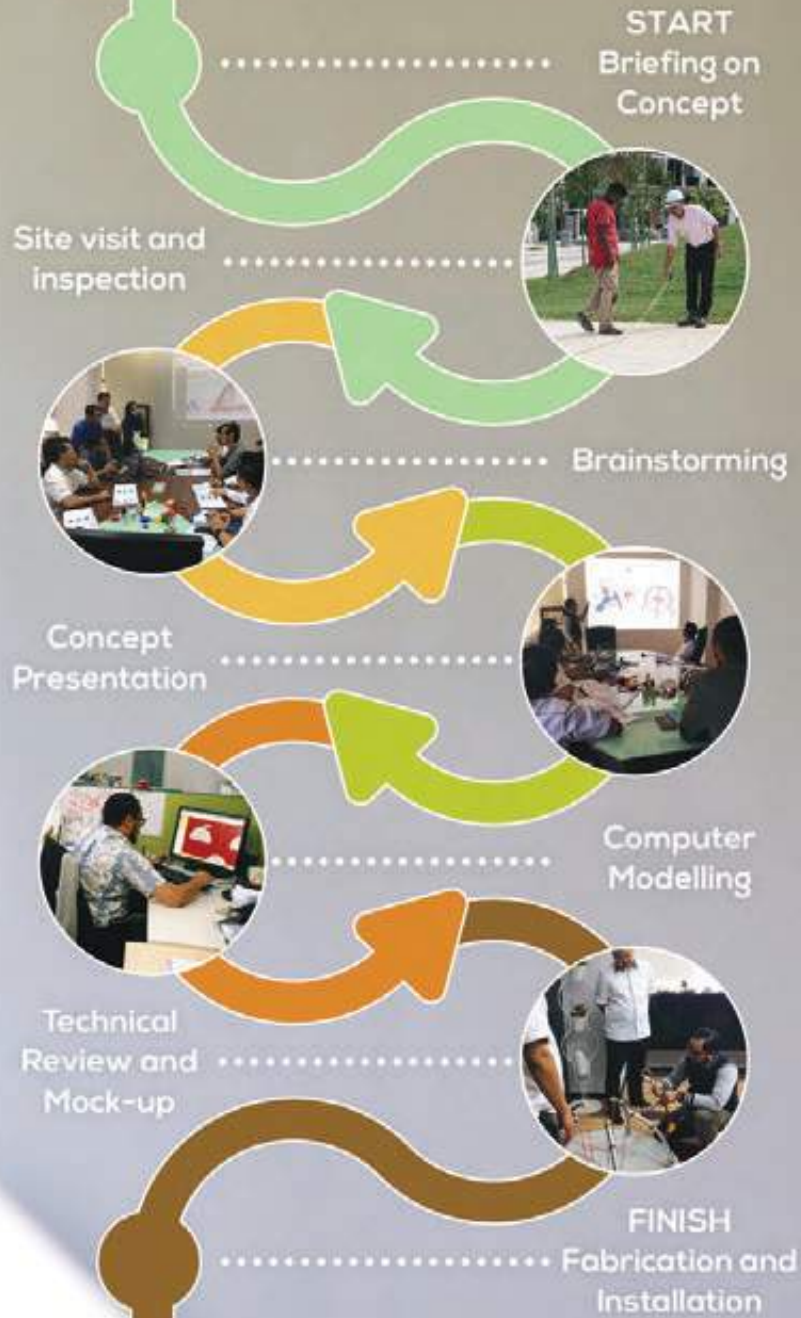 START
Briefing on
Concept
Site visit and
inspection
Brainstorming
Concept
Presentation
Computer
Modelling
Technical
Review and
Mock-up
FINISH
Fabrication and
Installation